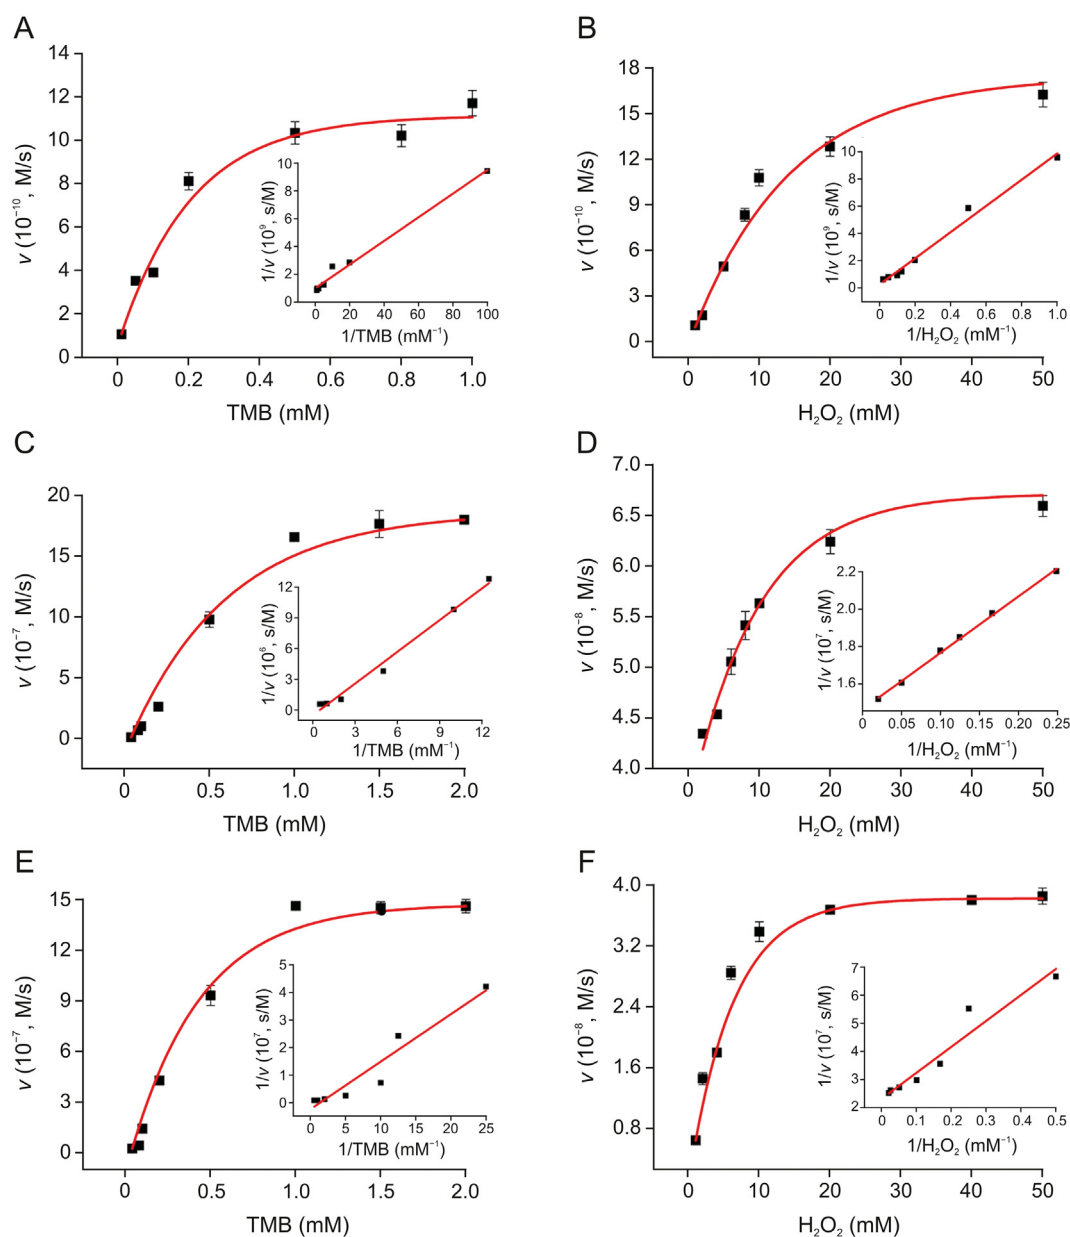 A
14
12
10
8
6
4
2
0
v (10⁻¹⁰, M/s)
0 0.2 0.4 0.6 0.8 1.0
TMB (mM)
10
8
6
4
2
0
1/v (10⁹, s/M)
0 20 40 60 80 100
1/TMB (mM⁻¹)
B
18
15
12
9
6
3
0
v (10⁻¹⁰, M/s)
0 10 20 30 40 50
H₂O₂ (mM)
10
8
6
4
2
0
1/v (10⁹, s/M)
0 0.2 0.4 0.6 0.8 1.0
1/H₂O₂ (mM⁻¹)
C
20
15
10
5
0
v (10⁻⁷, M/s)
0 0.5 1.0 1.5 2.0
TMB (mM)
12
9
6
3
0
1/v (10⁶, s/M)
0 3 6 9 12
1/TMB (mM⁻¹)
D
7.0
6.5
6.0
5.5
5.0
4.5
4.0
v (10⁻⁸, M/s)
0 10 20 30 40 50
H₂O₂ (mM)
2.2
2.0
1.8
1.6
1/v (10⁷, s/M)
0 0.05 0.10 0.15 0.20 0.25
1/H₂O₂ (mM⁻¹)
E
15
12
9
6
3
0
v (10⁻⁷, M/s)
0 0.5 1.0 1.5 2.0
TMB (mM)
5
4
3
2
1
0
1/v (10⁷, s/M)
0 5 10 15 20 25
1/TMB (mM⁻¹)
F
4.0
3.2
2.4
1.6
0.8
v (10⁻⁸, M/s)
0 10 20 30 40 50
H₂O₂ (mM)
7
6
5
4
3
2
1/v (10⁷, s/M)
0 0.1 0.2 0.3 0.4 0.5
1/H₂O₂ (mM⁻¹)